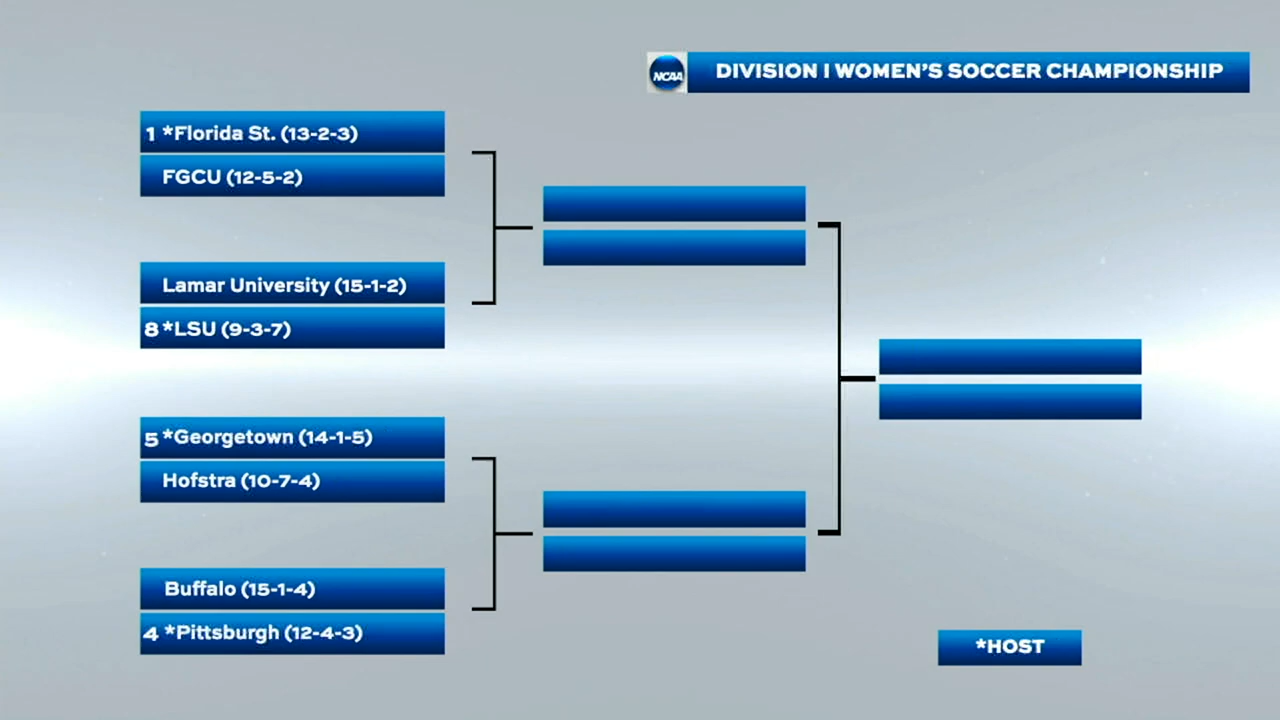 NCAA DIVISION I WOMEN'S SOCCER CHAMPIONSHIP
1 *Florida St. (13-2-3)
FGCU (12-5-2)
Lamar University (15-1-2)
8 *LSU (9-3-7)
5 *Georgetown (14-1-5)
Hofstra (10-7-4)
Buffalo (15-1-4)
4 *Pittsburgh (12-4-3)
*HOST